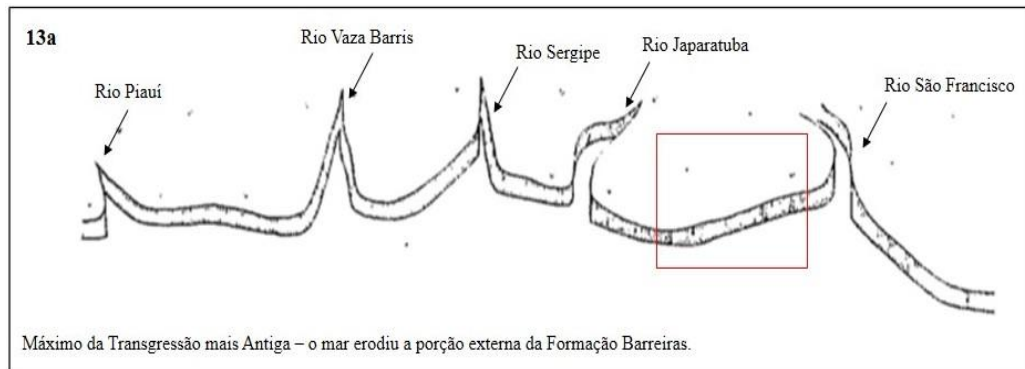 13a
Rio Piauí
Rio Vaza Barris
Rio Sergipe
Rio Japaratuba
Rio São Francisco
Máximo da Transgressão mais Antiga – o mar erodiu a porção externa da Formação Barreiras.